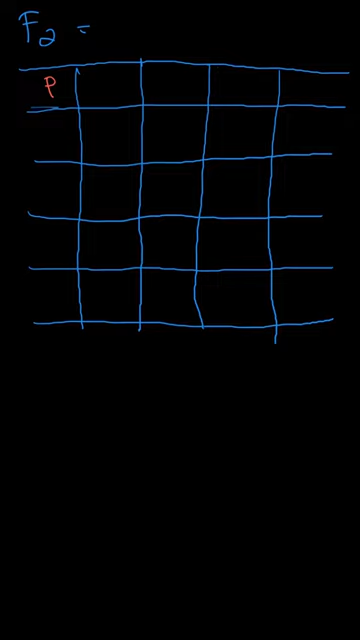 F₂ =
P